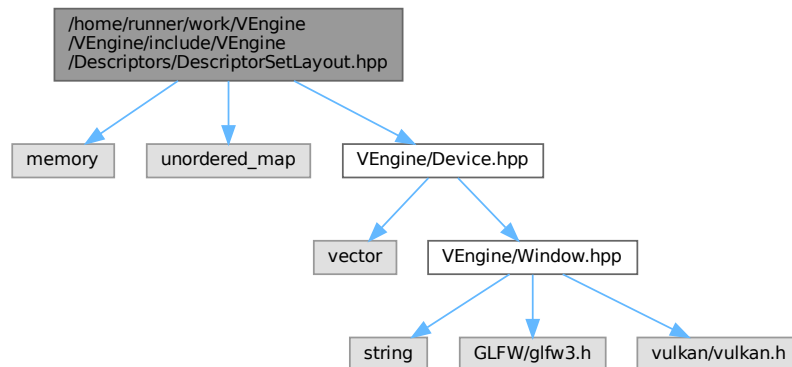 /home/runner/work/VEngine
/VEngine/include/VEngine
/Descriptors/DescriptorSetLayout.hpp
memory
unordered_map
VEngine/Device.hpp
vector
VEngine/Window.hpp
string
GLFW/glfw3.h
vulkan/vulkan.h